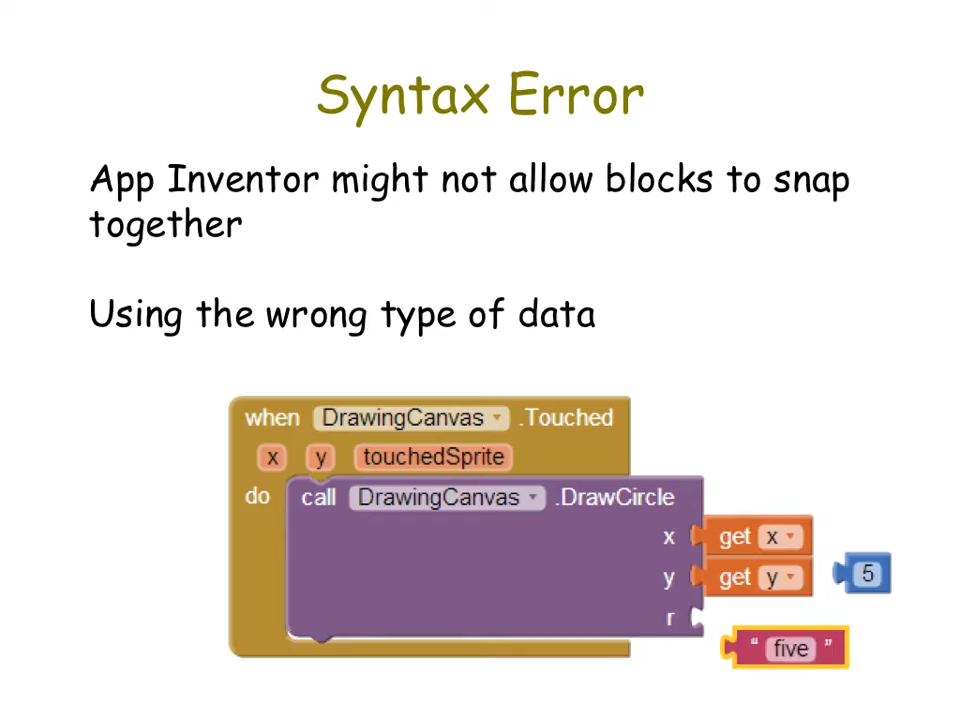 Syntax Error
App Inventor might not allow blocks to snap
together
Using the wrong type of data
when DrawingCanvas .Touched
x y touchedSprite
do call DrawingCanvas .DrawCircle
x get x
y get y 5
r
“ five ”